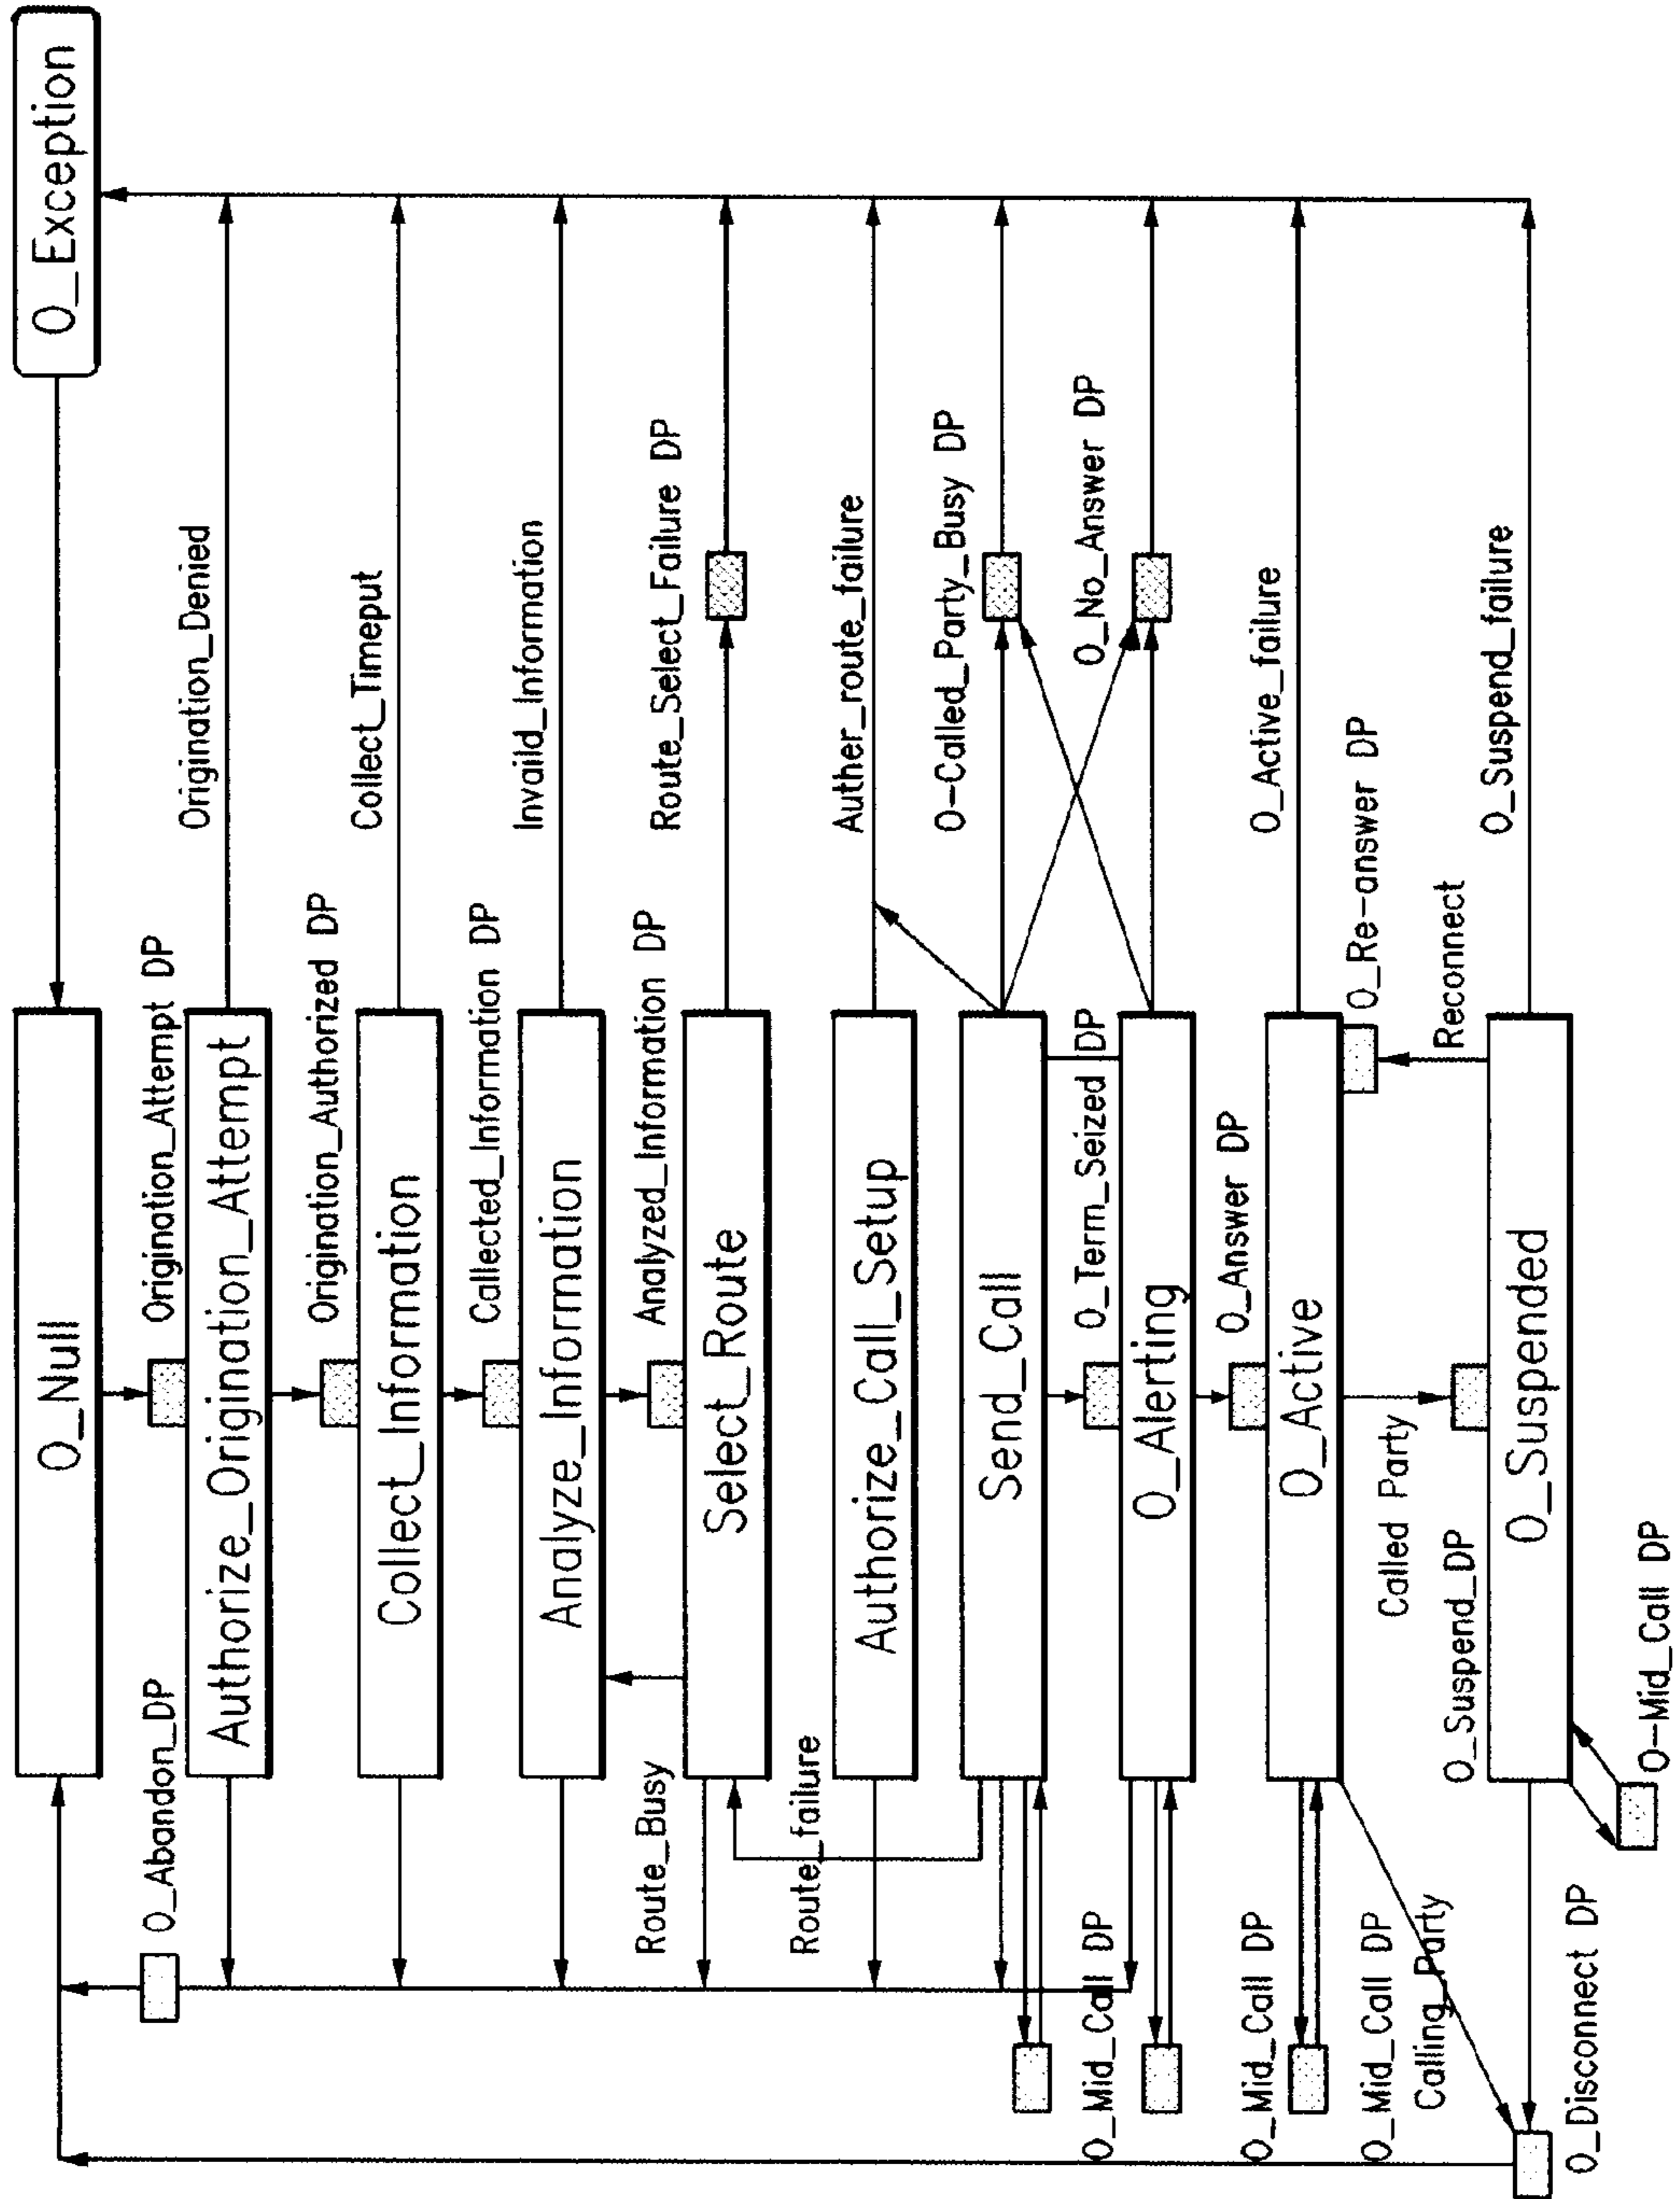 O_Exception
O_Null
Origination_Attempt DP
O_Abandon_DP
Authorize_Origination_Attempt
Origination_Denied
Origination_Authorized DP
Collect_Information
Collect_Timeput
Callected_Information DP
Analyze_Information
Invaild_Information
Route_Busy
Analyzed_Information DP
Route_Select_Failure DP
Select_Route
Route_failure
Authorize_Call_Setup
Auther_route_failure
O-Called_Party_Busy DP
Send_Call
O_Mid_Call DP
O_Term_Seized DP
O_No_Answer DP
O_Alerting
O_Mid_Call DP
O_Answer DP
O_Active
O_Active_failure
O_Mid_Call DP
Calling_Party
Called Party
O_Re-answer DP
Reconnect
O_Suspend_DP
O_Suspended
O_Suspend_failure
O_Disconnect DP
O-Mid_Call DP